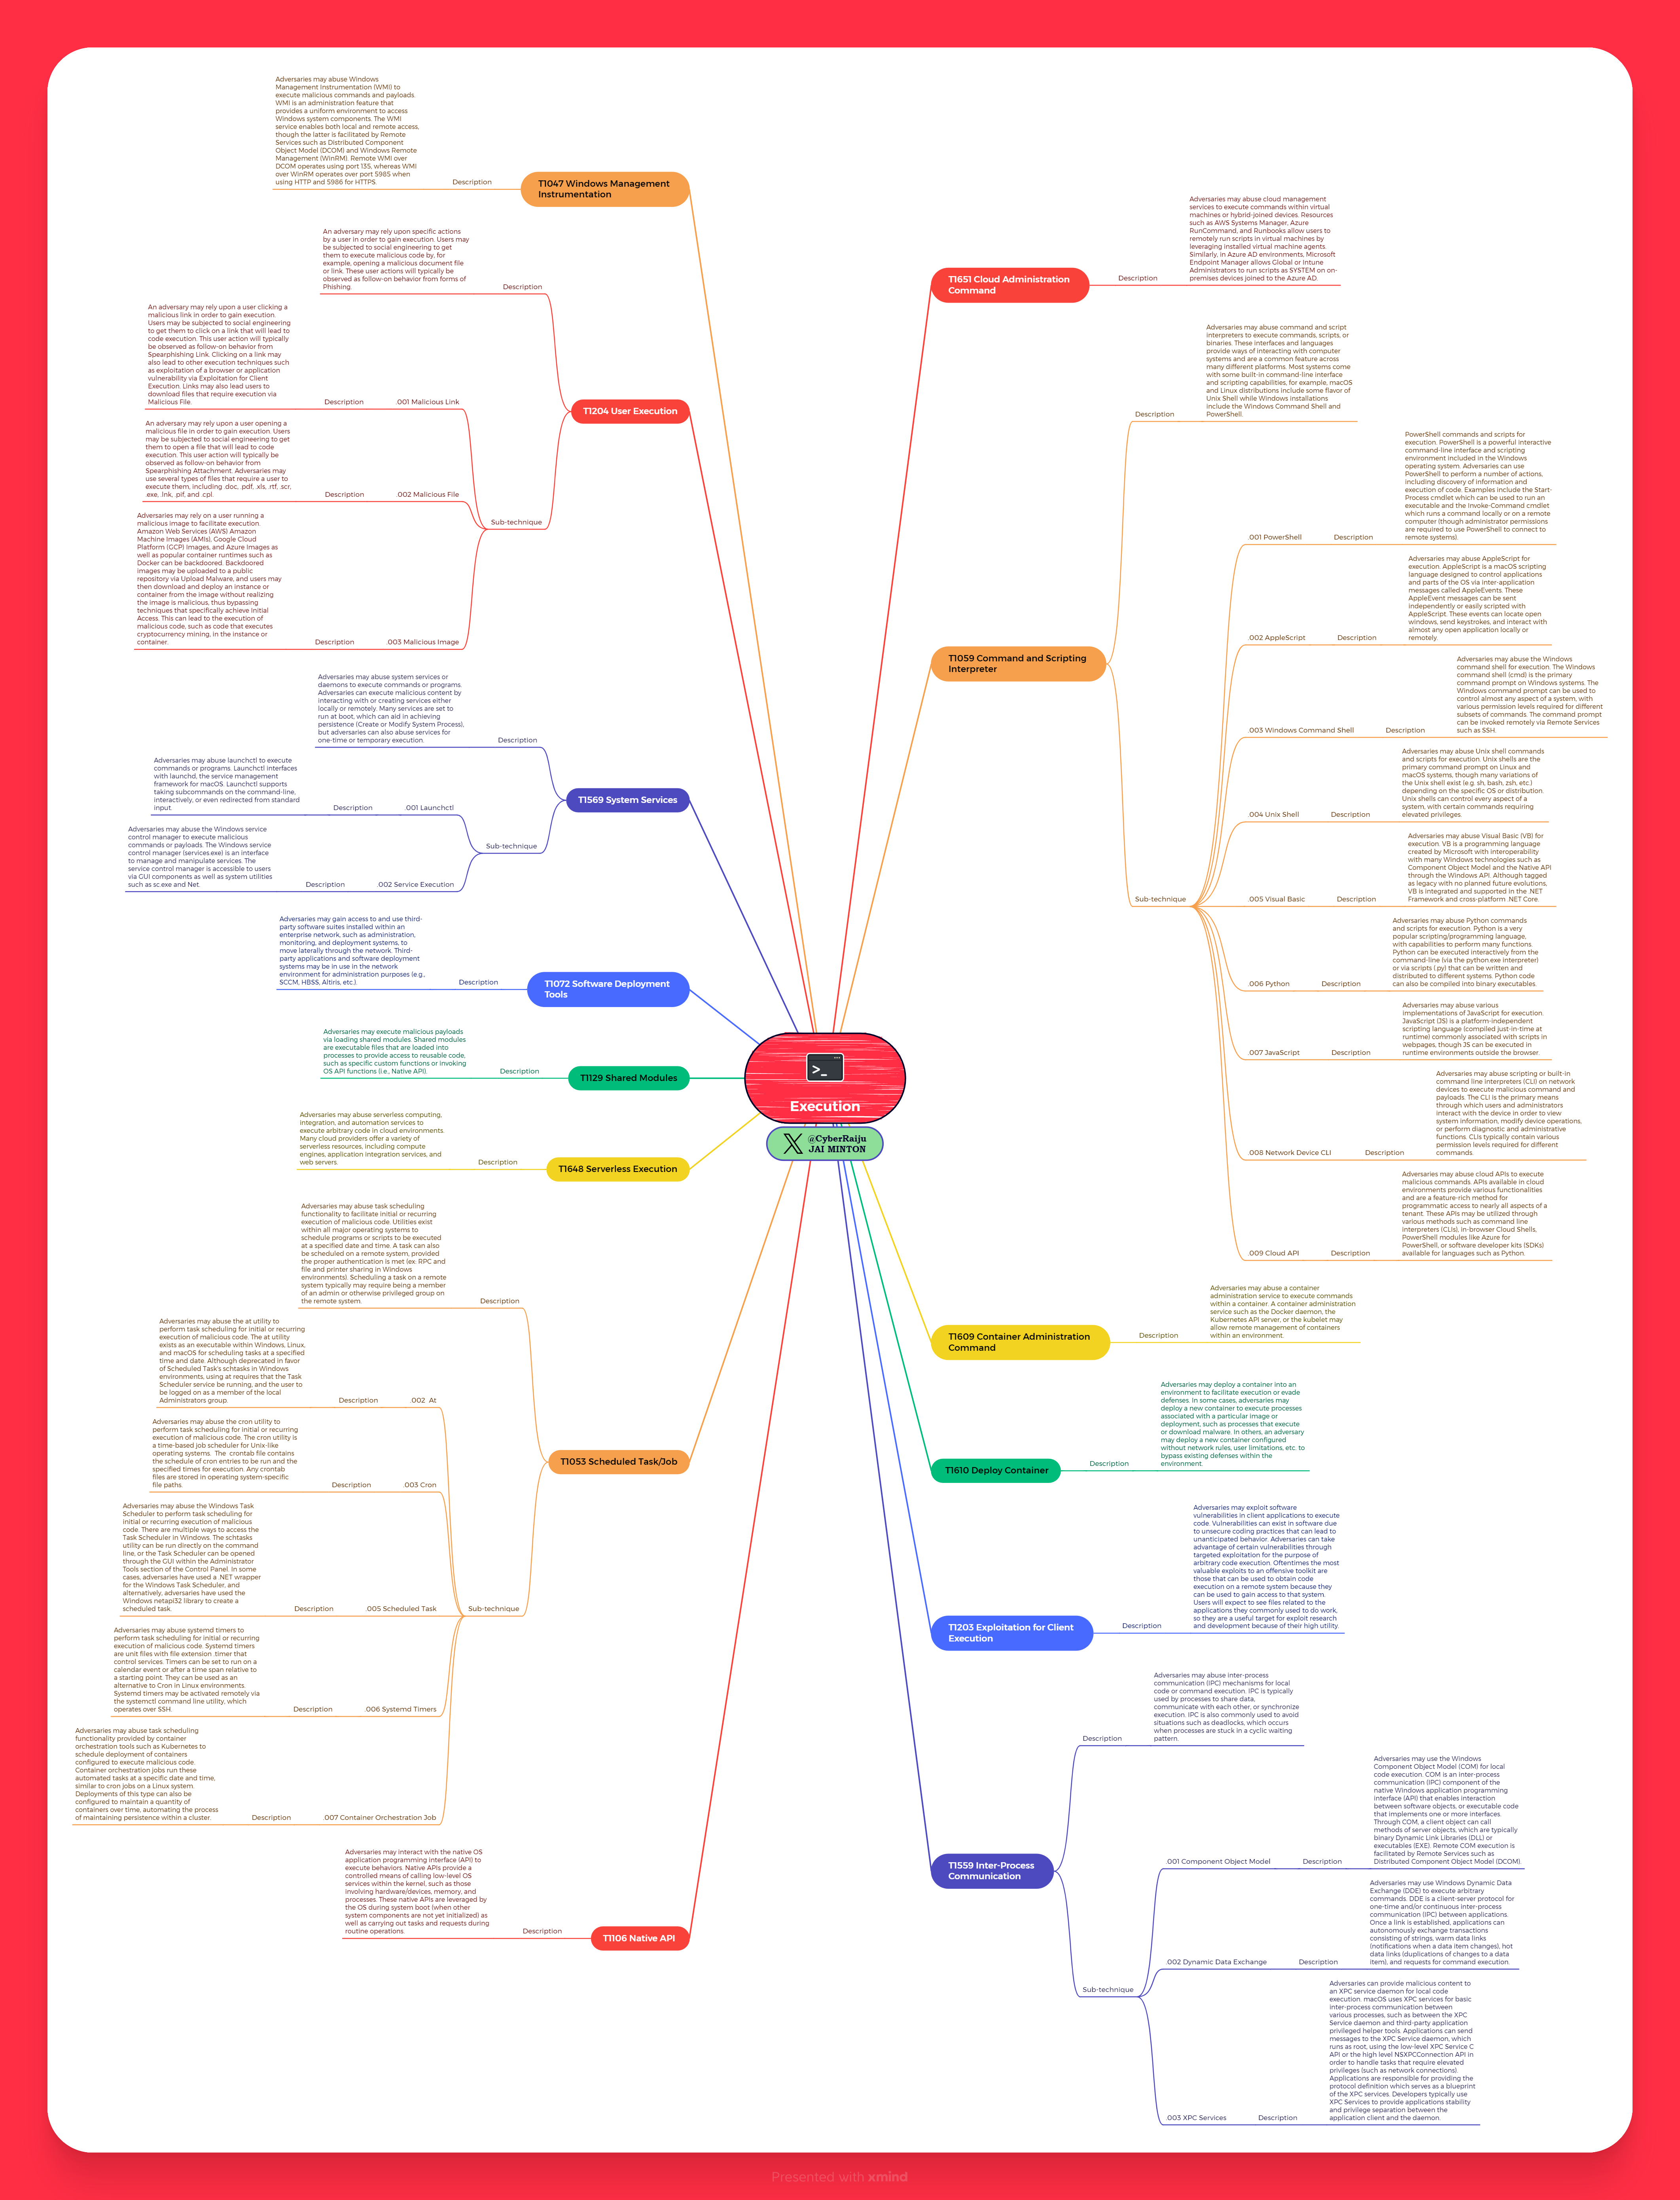 Execution
@CyberRaiju
JAI MINTON
T1651 Cloud Administration
Command
Description
Adversaries may abuse cloud management
services to execute commands within virtual
machines or hybrid-joined devices. Resources
such as AWS Systems Manager, Azure
RunCommand, and Runbooks allow users to
remotely run scripts in virtual machines by
leveraging installed virtual machine agents.
Similarly, in Azure AD environments, Microsoft
Endpoint Manager allows Global or Intune
Administrators to run scripts as SYSTEM on on-
premises devices joined to the Azure AD.
T1059 Command and Scripting
Interpreter
Description
Adversaries may abuse command and script
interpreters to execute commands, scripts, or
binaries. These interfaces and languages
provide ways of interacting with computer
systems and are a common feature across
many different platforms. Most systems come
with some built-in command-line interface
and scripting capabilities, for example, macOS
and Linux distributions include some flavor of
Unix Shell while Windows installations
include the Windows Command Shell and
PowerShell.
Sub-technique
.001 PowerShell
Description
PowerShell commands and scripts for
execution. PowerShell is a powerful interactive
command-line interface and scripting
environment included in the Windows
operating system. Adversaries can use
PowerShell to perform a number of actions,
including discovery of information and
execution of code. Examples include the Start-
Process cmdlet which can be used to run an
executable and the Invoke-Command cmdlet
which runs a command locally or on a remote
computer (though administrator permissions
are required to use PowerShell to connect to
remote systems).
.002 AppleScript
Description
Adversaries may abuse AppleScript for
execution. AppleScript is a macOS scripting
language designed to control applications
and parts of the OS via inter-application
messages called AppleEvents. These
AppleEvent messages can be sent
independently or easily scripted with
AppleScript. These events can locate open
windows, send keystrokes, and interact with
almost any open application locally or
remotely.
.003 Windows Command Shell
Description
Adversaries may abuse the Windows
command shell for execution. The Windows
command shell (cmd) is the primary
command prompt on Windows systems. The
Windows command prompt can be used to
control almost any aspect of a system, with
various permission levels required for different
subsets of commands. The command prompt
can be invoked remotely via Remote Services
such as SSH.
.004 Unix Shell
Description
Adversaries may abuse Unix shell commands
and scripts for execution. Unix shells are the
primary command prompt on Linux and
macOS systems, though many variations of
the Unix shell exist (e.g. sh, bash, zsh, etc.)
depending on the specific OS or distribution.
Unix shells can control every aspect of a
system, with certain commands requiring
elevated privileges.
.005 Visual Basic
Description
Adversaries may abuse Visual Basic (VB) for
execution. VB is a programming language
created by Microsoft with interoperability
with many Windows technologies such as
Component Object Model and the Native API
through the Windows API. Although tagged
as legacy with no planned future evolutions,
VB is integrated and supported in the .NET
Framework and cross-platform .NET Core.
.006 Python
Description
Adversaries may abuse Python commands
and scripts for execution. Python is a very
popular scripting/programming language,
with capabilities to perform many functions.
Python can be executed interactively from the
command-line (via the python.exe interpreter)
or via scripts (.py) that can be written and
distributed to different systems. Python code
can also be compiled into binary executables.
.007 JavaScript
Description
Adversaries may abuse various
implementations of JavaScript for execution.
JavaScript (JS) is a platform-independent
scripting language (compiled just-in-time at
runtime) commonly associated with scripts in
webpages, though JS can be executed in
runtime environments outside the browser.
.008 Network Device CLI
Description
Adversaries may abuse scripting or built-in
command line interpreters (CLI) on network
devices to execute malicious command and
payloads. The CLI is the primary means
through which users and administrators
interact with the device in order to view
system information, modify device operations,
or perform diagnostic and administrative
functions. CLIs typically contain various
permission levels required for different
commands.
.009 Cloud API
Description
Adversaries may abuse cloud APIs to execute
malicious commands. APIs available in cloud
environments provide various functionalities
and are a feature-rich method for
programmatic access to nearly all aspects of a
tenant. These APIs may be utilized through
various methods such as command line
interpreters (CLIs), in-browser Cloud Shells,
PowerShell modules like Azure for
PowerShell, or software developer kits (SDKs)
available for languages such as Python.
T1609 Container Administration
Command
Description
Adversaries may abuse a container
administration service to execute commands
within a container. A container administration
service such as the Docker daemon, the
Kubernetes API server, or the kubelet may
allow remote management of containers
within an environment.
T1610 Deploy Container
Description
Adversaries may deploy a container into an
environment to facilitate execution or evade
defenses. In some cases, adversaries may
deploy a new container to execute processes
associated with a particular image or
deployment, such as processes that execute
or download malware. In others, an adversary
may deploy a new container configured
without network rules, user limitations, etc. to
bypass existing defenses within the
environment.
T1203 Exploitation for Client
Execution
Description
Adversaries may exploit software
vulnerabilities in client applications to execute
code. Vulnerabilities can exist in software due
to unsecure coding practices that can lead to
unanticipated behavior. Adversaries can take
advantage of certain vulnerabilities through
targeted exploitation for the purpose of
arbitrary code execution. Oftentimes the most
valuable exploits to an offensive toolkit are
those that can be used to obtain code
execution on a remote system because they
can be used to gain access to that system.
Users will expect to see files related to the
applications they commonly used to do work,
so they are a useful target for exploit research
and development because of their high utility.
T1559 Inter-Process
Communication
Description
Adversaries may abuse inter-process
communication (IPC) mechanisms for local
code or command execution. IPC is typically
used by processes to share data,
communicate with each other, or synchronize
execution. IPC is also commonly used to avoid
situations such as deadlocks, which occurs
when processes are stuck in a cyclic waiting
pattern.
Sub-technique
.001 Component Object Model
Description
Adversaries may use the Windows
Component Object Model (COM) for local
code execution. COM is an inter-process
communication (IPC) component of the
native Windows application programming
interface (API) that enables interaction
between software objects, or executable code
that implements one or more interfaces.
Through COM, a client object can call
methods of server objects, which are typically
binary Dynamic Link Libraries (DLL) or
executables (EXE). Remote COM execution is
facilitated by Remote Services such as
Distributed Component Object Model (DCOM).
.002 Dynamic Data Exchange
Description
Adversaries may use Windows Dynamic Data
Exchange (DDE) to execute arbitrary
commands. DDE is a client-server protocol for
one-time and/or continuous inter-process
communication (IPC) between applications.
Once a link is established, applications can
autonomously exchange transactions
consisting of strings, warm data links
(notifications when a data item changes), hot
data links (duplications of changes to a data
item), and requests for command execution.
.003 XPC Services
Description
Adversaries can provide malicious content to
an XPC service daemon for local code
execution. macOS uses XPC services for basic
inter-process communication between
various processes, such as between the XPC
Service daemon and third-party application
privileged helper tools. Applications can send
messages to the XPC Service daemon, which
runs as root, using the low-level XPC Service C
API or the high level NSXPCConnection API in
order to handle tasks that require elevated
privileges (such as network connections).
Applications are responsible for providing the
protocol definition which serves as a blueprint
of the XPC services. Developers typically use
XPC Services to provide applications stability
and privilege separation between the
application client and the daemon.
T1047 Windows Management
Instrumentation
Description
Adversaries may abuse Windows
Management Instrumentation (WMI) to
execute malicious commands and payloads.
WMI is an administration feature that
provides a uniform environment to access
Windows system components. The WMI
service enables both local and remote access,
though the latter is facilitated by Remote
Services such as Distributed Component
Object Model (DCOM) and Windows Remote
Management (WinRM). Remote WMI over
DCOM operates using port 135, whereas WMI
over WinRM operates over port 5985 when
using HTTP and 5986 for HTTPS.
T1204 User Execution
Description
An adversary may rely upon specific actions
by a user in order to gain execution. Users may
be subjected to social engineering to get
them to execute malicious code by, for
example, opening a malicious document file
or link. These user actions will typically be
observed as follow-on behavior from forms of
Phishing.
Sub-technique
.001 Malicious Link
Description
An adversary may rely upon a user clicking a
malicious link in order to gain execution.
Users may be subjected to social engineering
to get them to click on a link that will lead to
code execution. This user action will typically
be observed as follow-on behavior from
Spearphishing Link. Clicking on a link may
also lead to other execution techniques such
as exploitation of a browser or application
vulnerability via Exploitation for Client
Execution. Links may also lead users to
download files that require execution via
Malicious File.
.002 Malicious File
Description
An adversary may rely upon a user opening a
malicious file in order to gain execution. Users
may be subjected to social engineering to get
them to open a file that will lead to code
execution. This user action will typically be
observed as follow-on behavior from
Spearphishing Attachment. Adversaries may
use several types of files that require a user to
execute them, including .doc, .pdf, .xls, .rtf, .scr,
.exe, .lnk, .pif, and .cpl.
.003 Malicious Image
Description
Adversaries may rely on a user running a
malicious image to facilitate execution.
Amazon Web Services (AWS) Amazon
Machine Images (AMIs), Google Cloud
Platform (GCP) Images, and Azure Images as
well as popular container runtimes such as
Docker can be backdoored. Backdoored
images may be uploaded to a public
repository via Upload Malware, and users may
then download and deploy an instance or
container from the image without realizing
the image is malicious, thus bypassing
techniques that specifically achieve Initial
Access. This can lead to the execution of
malicious code, such as code that executes
cryptocurrency mining, in the instance or
container.
T1569 System Services
Description
Adversaries may abuse system services or
daemons to execute commands or programs.
Adversaries can execute malicious content by
interacting with or creating services either
locally or remotely. Many services are set to
run at boot, which can aid in achieving
persistence (Create or Modify System Process),
but adversaries can also abuse services for
one-time or temporary execution.
Sub-technique
.001 Launchctl
Description
Adversaries may abuse launchctl to execute
commands or programs. Launchctl interfaces
with launchd, the service management
framework for macOS. Launchctl supports
taking subcommands on the command-line,
interactively, or even redirected from standard
input.
.002 Service Execution
Description
Adversaries may abuse the Windows service
control manager to execute malicious
commands or payloads. The Windows service
control manager (services.exe) is an interface
to manage and manipulate services. The
service control manager is accessible to users
via GUI components as well as system utilities
such as sc.exe and Net.
T1072 Software Deployment
Tools
Description
Adversaries may gain access to and use third-
party software suites installed within an
enterprise network, such as administration,
monitoring, and deployment systems, to
move laterally through the network. Third-
party applications and software deployment
systems may be in use in the network
environment for administration purposes (e.g.,
SCCM, HBSS, Altiris, etc.).
T1129 Shared Modules
Description
Adversaries may execute malicious payloads
via loading shared modules. Shared modules
are executable files that are loaded into
processes to provide access to reusable code,
such as specific custom functions or invoking
OS API functions (i.e., Native API).
T1648 Serverless Execution
Description
Adversaries may abuse serverless computing,
integration, and automation services to
execute arbitrary code in cloud environments.
Many cloud providers offer a variety of
serverless resources, including compute
engines, application integration services, and
web servers.
T1053 Scheduled Task/Job
Description
Adversaries may abuse task scheduling
functionality to facilitate initial or recurring
execution of malicious code. Utilities exist
within all major operating systems to
schedule programs or scripts to be executed
at a specified date and time. A task can also
be scheduled on a remote system, provided
the proper authentication is met (ex: RPC and
file and printer sharing in Windows
environments). Scheduling a task on a remote
system typically may require being a member
of an admin or otherwise privileged group on
the remote system.
Sub-technique
.002 At
Description
Adversaries may abuse the at utility to
perform task scheduling for initial or recurring
execution of malicious code. The at utility
exists as an executable within Windows, Linux,
and macOS for scheduling tasks at a specified
time and date. Although deprecated in favor
of Scheduled Task's schtasks in Windows
environments, using at requires that the Task
Scheduler service be running, and the user to
be logged on as a member of the local
Administrators group.
.003 Cron
Description
Adversaries may abuse the cron utility to
perform task scheduling for initial or recurring
execution of malicious code. The cron utility is
a time-based job scheduler for Unix-like
operating systems. The crontab file contains
the schedule of cron entries to be run and the
specified times for execution. Any crontab
files are stored in operating system-specific
file paths.
.005 Scheduled Task
Description
Adversaries may abuse the Windows Task
Scheduler to perform task scheduling for
initial or recurring execution of malicious
code. There are multiple ways to access the
Task Scheduler in Windows. The schtasks
utility can be run directly on the command
line, or the Task Scheduler can be opened
through the GUI within the Administrator
Tools section of the Control Panel. In some
cases, adversaries have used a .NET wrapper
for the Windows Task Scheduler, and
alternatively, adversaries have used the
Windows netapi32 library to create a
scheduled task.
.006 Systemd Timers
Description
Adversaries may abuse systemd timers to
perform task scheduling for initial or recurring
execution of malicious code. Systemd timers
are unit files with file extension .timer that
control services. Timers can be set to run on a
calendar event or after a time span relative to
a starting point. They can be used as an
alternative to Cron in Linux environments.
Systemd timers may be activated remotely via
the systemctl command line utility, which
operates over SSH.
.007 Container Orchestration Job
Description
Adversaries may abuse task scheduling
functionality provided by container
orchestration tools such as Kubernetes to
schedule deployment of containers
configured to execute malicious code.
Container orchestration jobs run these
automated tasks at a specific date and time,
similar to cron jobs on a Linux system.
Deployments of this type can also be
configured to maintain a quantity of
containers over time, automating the process
of maintaining persistence within a cluster.
T1106 Native API
Description
Adversaries may interact with the native OS
application programming interface (API) to
execute behaviors. Native APIs provide a
controlled means of calling low-level OS
services within the kernel, such as those
involving hardware/devices, memory, and
processes. These native APIs are leveraged by
the OS during system boot (when other
system components are not yet initialized) as
well as carrying out tasks and requests during
routine operations.
Presented with xmind